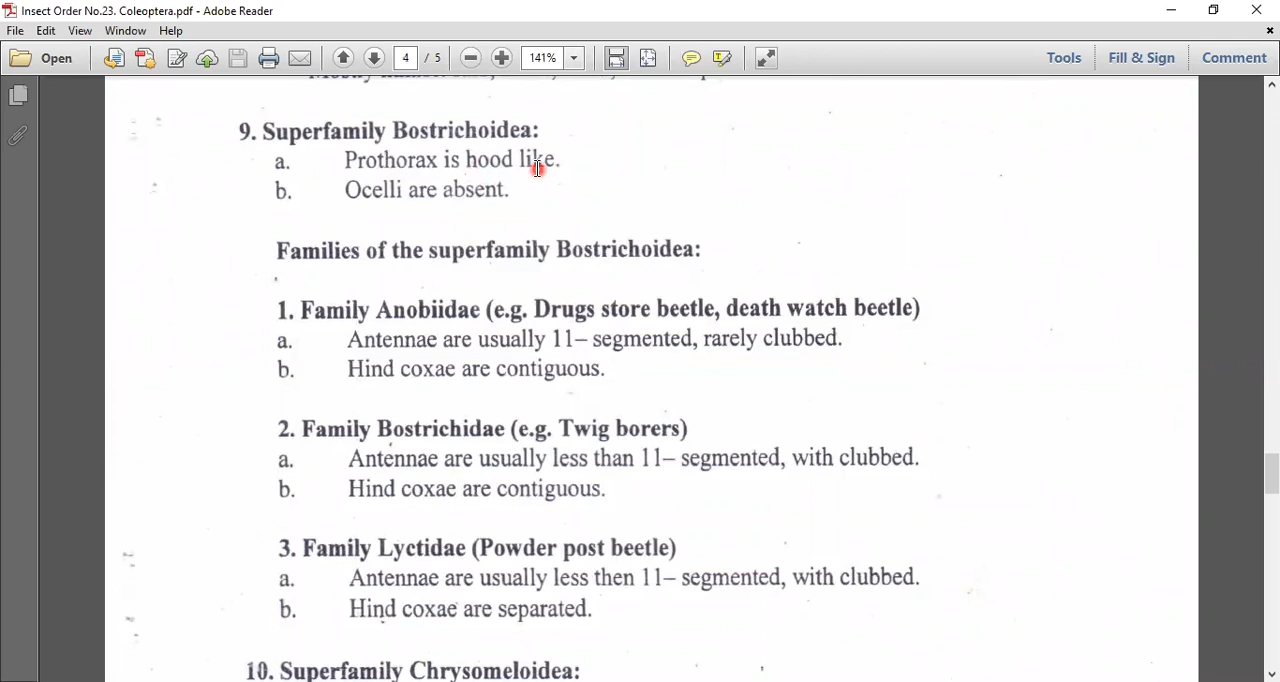 Insect Order No.23. Coleoptera.pdf - Adobe Reader
File Edit View Window Help
Open 4 / 5 141% Tools Fill & Sign Comment
9. Superfamily Bostrichoidea:
a. Prothorax is hood like.
b. Ocelli are absent.
Families of the superfamily Bostrichoidea:
1. Family Anobiidae (e.g. Drugs store beetle, death watch beetle)
a. Antennae are usually 11– segmented, rarely clubbed.
b. Hind coxae are contiguous.
2. Family Bostrichidae (e.g. Twig borers)
a. Antennae are usually less than 11– segmented, with clubbed.
b. Hind coxae are contiguous.
3. Family Lyctidae (Powder post beetle)
a. Antennae are usually less then 11– segmented, with clubbed.
b. Hind coxae are separated.
10. Superfamily Chrysomeloidea: